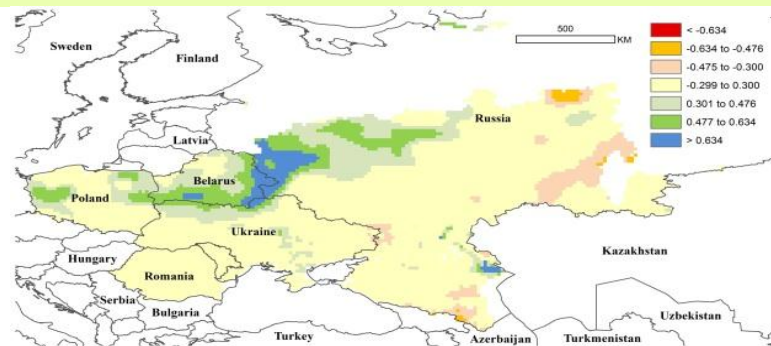 500
KM
< -0.634
-0.634 to -0.476
-0.475 to -0.300
-0.299 to 0.300
0.301 to 0.476
0.477 to 0.634
> 0.634
Sweden
Finland
Russia
Latvia
Belarus
Poland
Ukraine
Kazakhstan
Hungary
Romania
Serbia
Bulgaria
Uzbekistan
Turkey
Azerbaijan
Turkmenistan